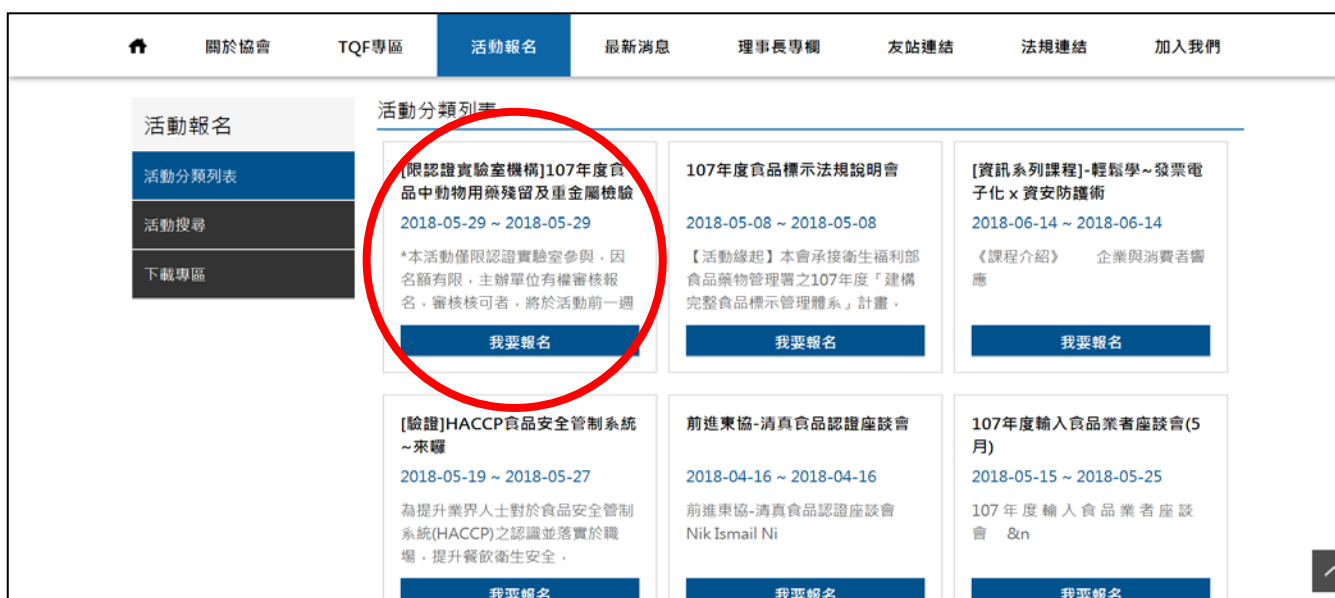 關於協會
TQF專區
活動報名
最新消息
理事長專欄
友站連結
法規連結
加入我們
活動報名
活動分類列表
活動搜尋
下載專區
活動分類列表
[限認證實驗室機構]107年度食
品中動物用藥殘留及重金屬檢驗
2018-05-29 ~ 2018-05-29
*本活動僅限認證實驗室參與，因
名額有限，主辦單位有權審核報
名，審核核可者，將於活動前一週
我要報名
107年度食品標示法規說明會
2018-05-08 ~ 2018-05-08
【活動緣起】本會承接衛生福利部
食品藥物管理署之107年度「建構
完整食品標示管理體系」計畫，
我要報名
[資訊系列課程]-輕鬆學~發票電
子化 x 資安防護術
2018-06-14 ~ 2018-06-14
《課程介紹》 企業與消費者響
應
我要報名
[驗證]HACCP食品安全管制系統
~來囉
2018-05-19 ~ 2018-05-27
為提升業界人士對於食品安全管制
系統(HACCP)之認識並落實於職
場，提升餐飲衛生安全，
我要報名
前進東協-清真食品認證座談會
2018-04-16 ~ 2018-04-16
前進東協-清真食品認證座談會
Nik Ismail Ni
我要報名
107年度輸入食品業者座談會(5
月)
2018-05-15 ~ 2018-05-25
107 年 度 輸 入 食 品 業 者 座 談
會 &n
我要報名